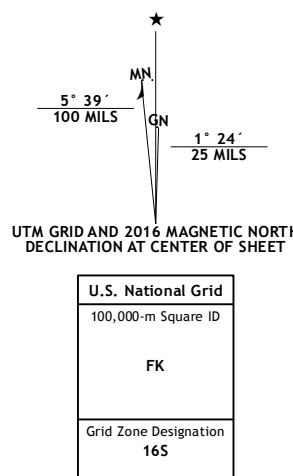 ★
MN.
5° 39´
100 MILS
GN
1° 24´
25 MILS
UTM GRID AND 2016 MAGNETIC NORTH
DECLINATION AT CENTER OF SHEET
U.S. National Grid
100,000-m Square ID
FK
Grid Zone Designation
16S